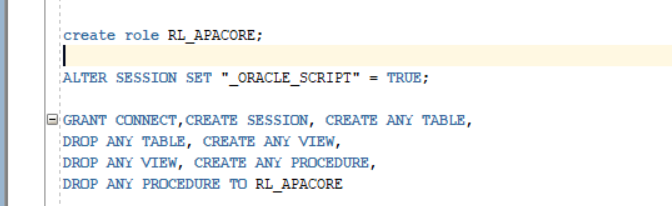 create role RL_APACORE;
ALTER SESSION SET "_ORACLE_SCRIPT" = TRUE;
GRANT CONNECT,CREATE SESSION, CREATE ANY TABLE,
DROP ANY TABLE, CREATE ANY VIEW,
DROP ANY VIEW, CREATE ANY PROCEDURE,
DROP ANY PROCEDURE TO RL_APACORE